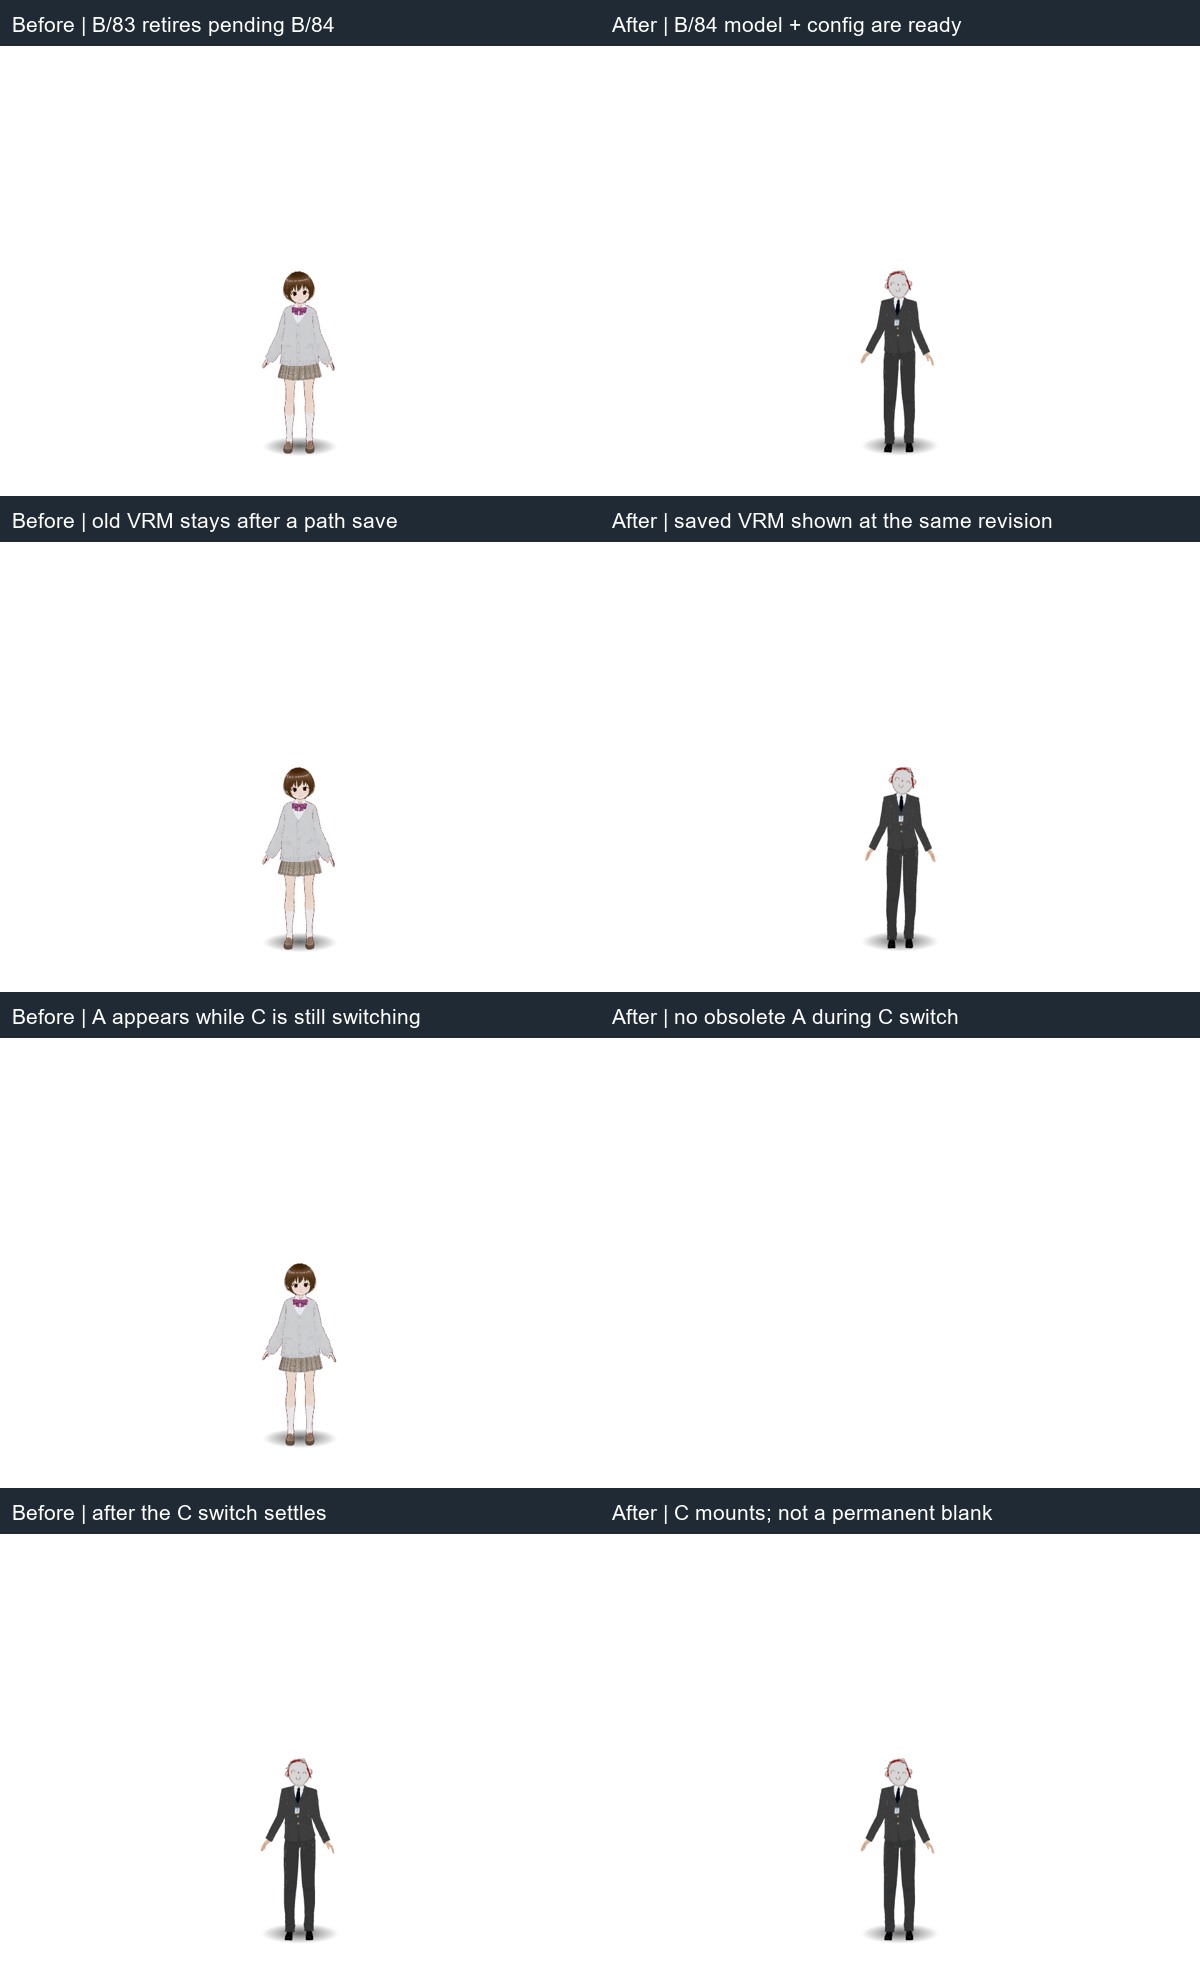 Before | B/83 retires pending B/84
After | B/84 model + config are ready
Before | old VRM stays after a path save
After | saved VRM shown at the same revision
Before | A appears while C is still switching
After | no obsolete A during C switch
Before | after the C switch settles
After | C mounts; not a permanent blank